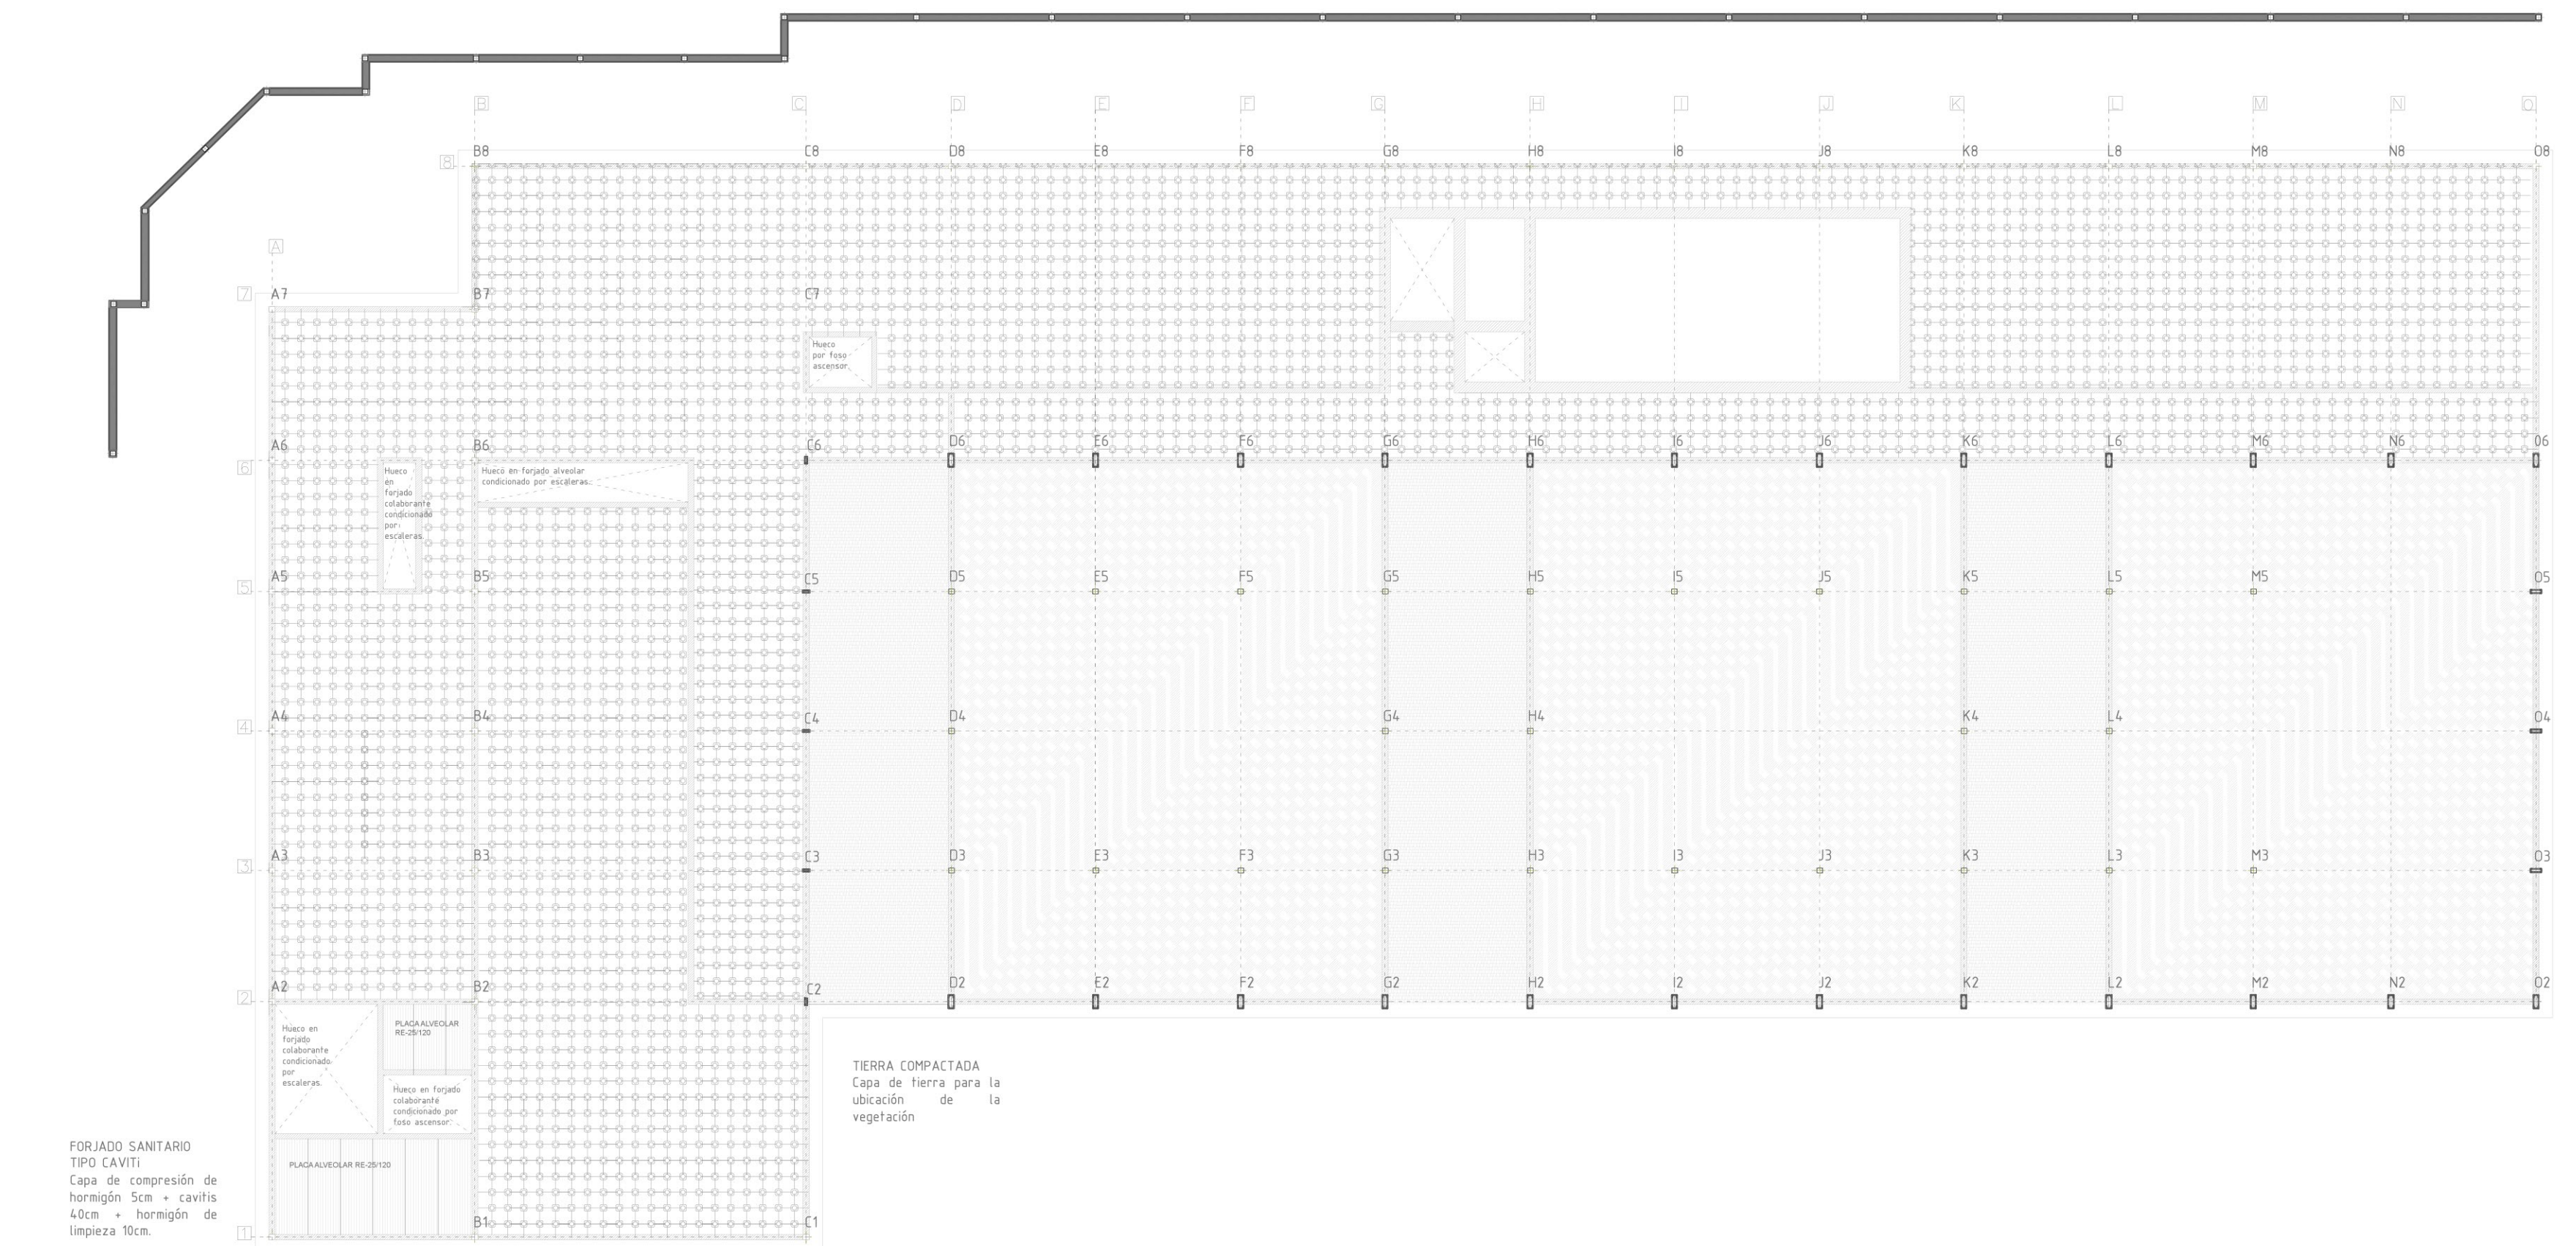 B C D E F G H I J K L M N O
8 B8 C8 D8 E8 F8 G8 H8 I8 J8 K8 L8 M8 N8 O8
A
7 A7 B7 C7
Hueco
por foso
ascensor.
6 A6 B6 C6 D6 E6 F6 G6 H6 I6 J6 K6 L6 M6 N6 O6
Hueco
en
forjado
colaborante
condicionado
por
escaleras.
Hueco en forjado alveolar
condicionado por escaleras.
5 A5 B5 C5 D5 E5 F5 G5 H5 I5 J5 K5 L5 M5 O5
4 A4 B4 C4 D4 G4 H4 K4 L4 O4
3 A3 B3 C3 D3 E3 F3 G3 H3 I3 J3 K3 L3 M3 O3
2 A2 B2 C2 D2 E2 F2 G2 H2 I2 J2 K2 L2 M2 N2 O2
Hueco en
forjado
colaborante
condicionado
por
escaleras.
PLACA ALVEOLAR
RE-25/120
Hueco en forjado
colaborante
condicionado por
foso ascensor.
PLACA ALVEOLAR RE-25/120
TIERRA COMPACTADA
Capa de tierra para la
ubicación de la
vegetación
FORJADO SANITARIO
TIPO CAVITi
Capa de compresión de
hormigón 5cm + cavitis
40cm + hormigón de
limpieza 10cm.
1 B1 C1